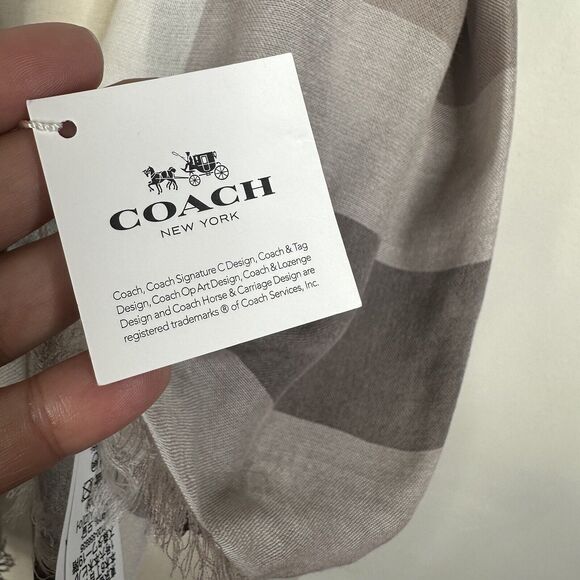 COACH
NEW YORK
Coach, Coach Signature C Design, Coach & Tag
Design, Coach Op Art Design, Coach & Lozenge
Design and Coach Horse & Carriage Design are
registered trademarks ® of Coach Services, Inc.